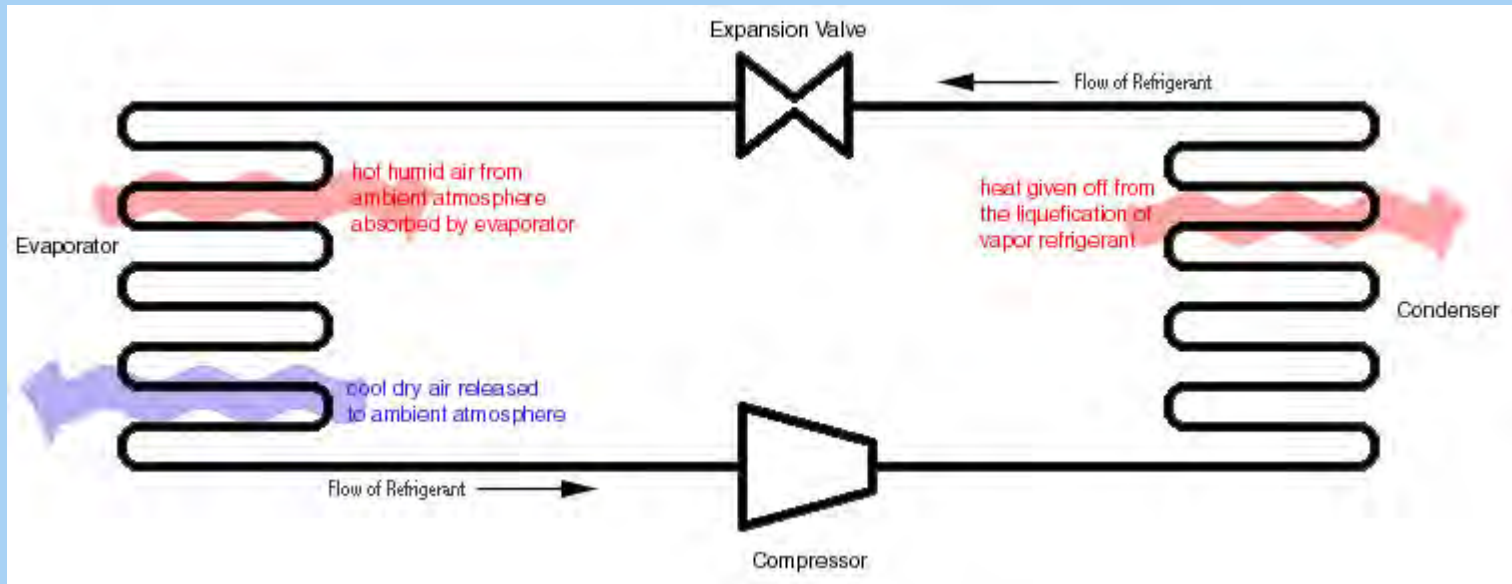 Expansion Valve
Flow of Refrigerant
hot humid air from
ambient atmosphere
absorbed by evaporator
heat given off from
the liquefication of
vapor refrigerant
Evaporator
Condenser
cool dry air released
to ambient atmosphere
Flow of Refrigerant
Compressor